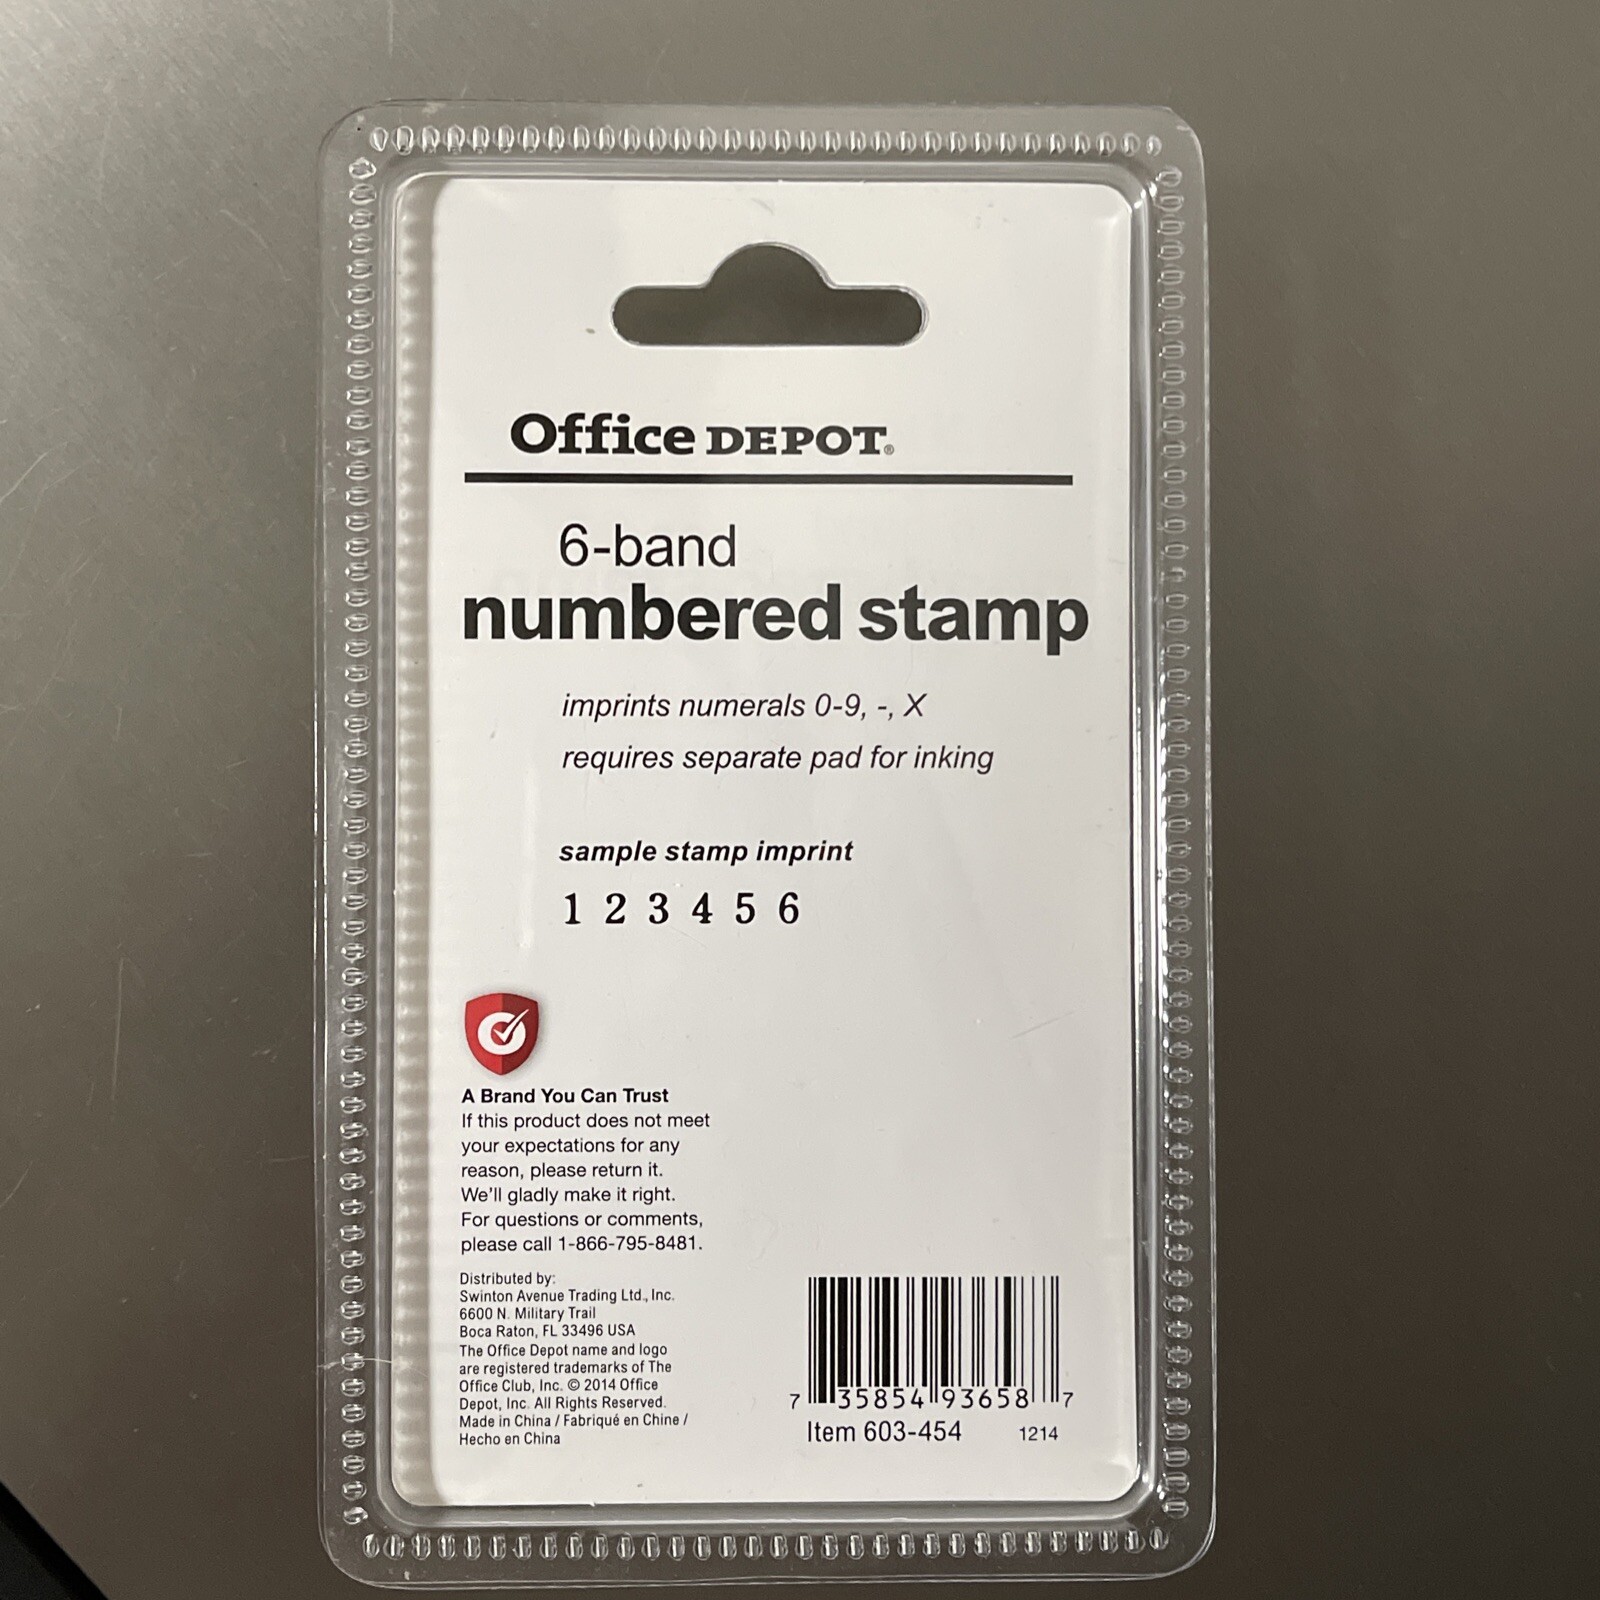 Office DEPOT®
6-band
numbered stamp
imprints numerals 0-9, -, X
requires separate pad for inking
sample stamp imprint
1 2 3 4 5 6
A Brand You Can Trust
If this product does not meet
your expectations for any
reason, please return it.
We'll gladly make it right.
For questions or comments,
please call 1-866-795-8481.
Distributed by:
Swinton Avenue Trading Ltd., Inc.
6600 N. Military Trail
Boca Raton, FL 33496 USA
The Office Depot name and logo
are registered trademarks of The
Office Club, Inc. © 2014 Office
Depot, Inc. All Rights Reserved.
Made in China / Fabriqué en Chine /
Hecho en China
7 35854 93658 7
Item 603-454 1214